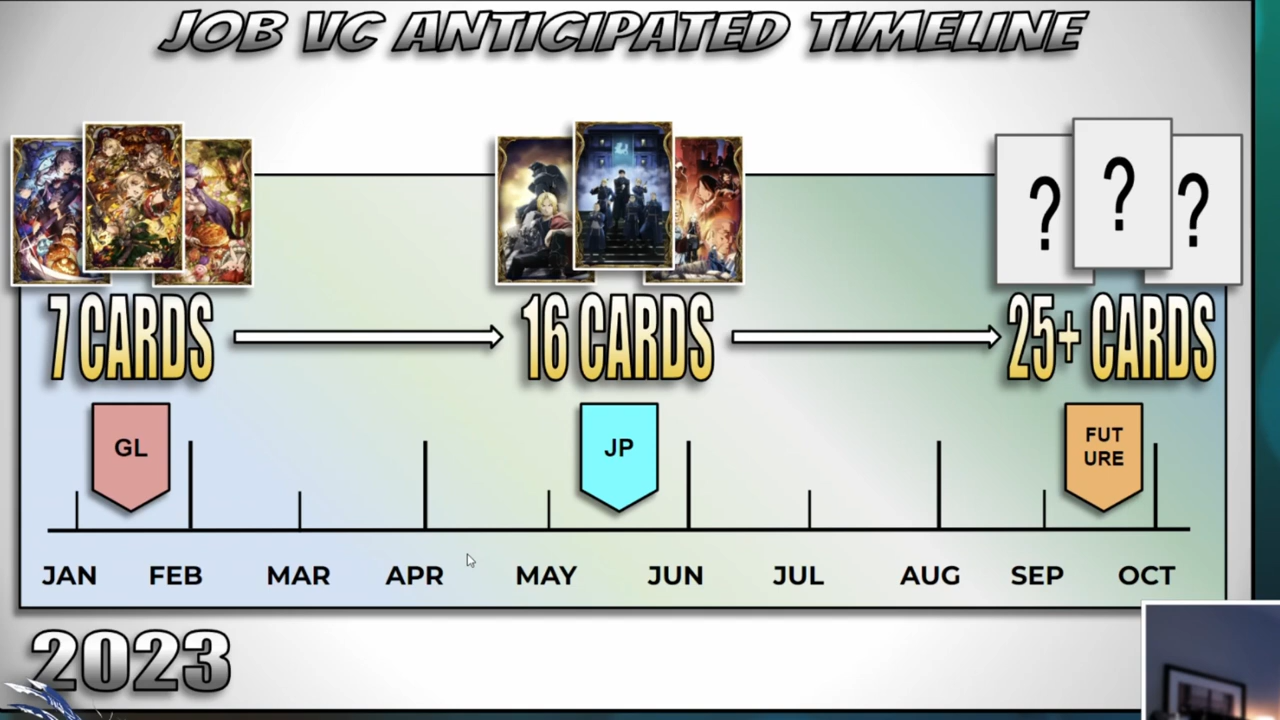 JOB VC ANTICIPATED TIMELINE
? ? ?
7 CARDS 16 CARDS 25+ CARDS
GL JP FUT
URE
JAN FEB MAR APR MAY JUN JUL AUG SEP OCT
2023